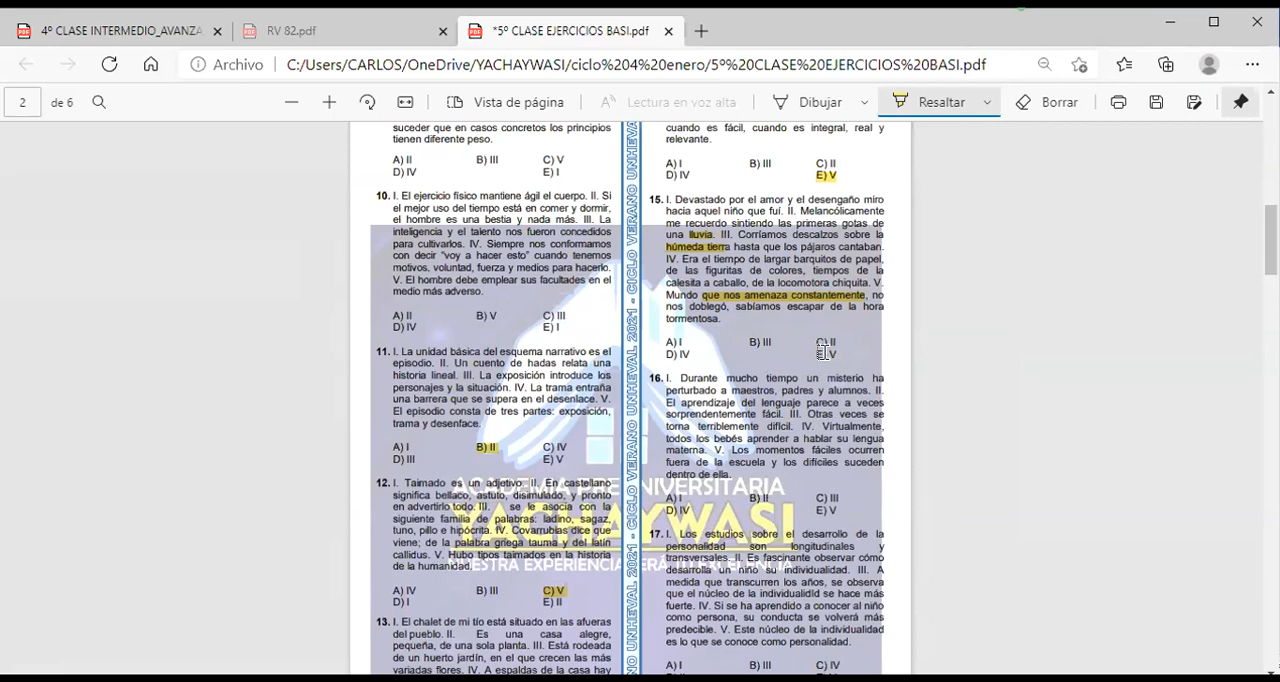 4º CLASE INTERMEDIO_AVANZA
RV 82.pdf
*5º CLASE EJERCICIOS BASI.pdf
Archivo
C:/Users/CARLOS/OneDrive/YACHAYWASI/ciclo%204%20enero/5º%20CLASE%20EJERCICIOS%20BASI.pdf
2 de 6
Vista de página
Lectura en voz alta
Dibujar
Resaltar
Borrar
suceder que en casos concretos los principios
tienen diferente peso.
A) II B) III C) V
D) IV E) I
10. I. El ejercicio físico mantiene ágil el cuerpo. II. Si
el mejor uso del tiempo está en comer y dormir,
el hombre es una bestia y nada más. III. La
inteligencia y el talento nos fueron concedidos
para cultivarlos. IV. Siempre nos conformamos
con decir “voy a hacer esto” cuando tenemos
motivos, voluntad, fuerza y medios para hacerlo.
V. El hombre debe emplear sus facultades en el
medio más adverso.
A) II B) V C) III
D) IV E) I
11. I. La unidad básica del esquema narrativo es el
episodio. II. Un cuento de hadas relata una
historia lineal. III. La exposición introduce los
personajes y la situación. IV. La trama entraña
una barrera que se supera en el desenlace. V.
El episodio consta de tres partes: exposición,
trama y desenface.
A) I B) II C) IV
D) III E) V
12. I. Taimado es un adjetivo. II. En castellano
significa bellaco, astuto, disimulado, y pronto
en advertirlo todo. III. se le asocia con la
siguiente familia de palabras: ladino, sagaz,
tuno, pillo e hipócrita. IV. Covarrubias dice que
viene; de la palabra griega tauma y del latín
callidus. V. Hubo tipos taimados en la historia
de la humanidad.
A) IV B) III C) V
D) I E) II
13. I. El chalet de mi tío está situado en las afueras
del pueblo. II. Es una casa alegre,
pequeña, de una sola planta. III. Está rodeada
de un huerto jardín, en el que crecen las más
variadas flores. IV. A espaldas de la casa hay
CICLO VERANO UNHEVAL 2021 - CICLO VERANO UNHEVAL
cuando es fácil, cuando es integral, real y
relevante.
A) I B) III C) II
D) IV E) V
15. I. Devastado por el amor y el desengaño miro
hacia aquel niño que fuí. II. Melancólicamente
me recuerdo sintiendo las primeras gotas de
una lluvia. III. Corríamos descalzos sobre la
húmeda tierra hasta que los pájaros cantaban.
IV. Era el tiempo de largar barquitos de papel,
de las figuritas de colores, tiempos de la
calesita a caballo, de la locomotora chiquita. V.
Mundo que nos amenaza constantemente, no
nos doblegó, sabíamos escapar de la hora
tormentosa.
A) I B) III C) II
D) IV E) V
16. I. Durante mucho tiempo un misterio ha
perturbado a maestros, padres y alumnos. II.
El aprendizaje del lenguaje parece a veces
sorprendentemente fácil. III. Otras veces se
torna terriblemente difícil. IV. Virtualmente,
todos los bebés aprender a hablar su lengua
materna. V. Los momentos fáciles ocurren
fuera de la escuela y los difíciles suceden
dentro de ella.
A) I B) II C) III
D) IV E) V
17. I. Los estudios sobre el desarrollo de la
personalidad son longitudinales y
transversales. II. Es fascinante observar cómo
desarrolla un niño su individualidad. III. A
medida que transcurren los años, se observa
que el núcleo de la individualidId se hace más
fuerte. IV. Si se ha aprendido a conocer al niño
como persona, su conducta se volverá más
predecible. V. Este núcleo de la individualidad
es lo que se conoce como personalidad.
A) I B) III C) IV
ACADEMIA PRE UNIVERSITARIA
YACHAYWASI
NUESTRA EXPERIENCIA SERÁ TU EXCELENCIA